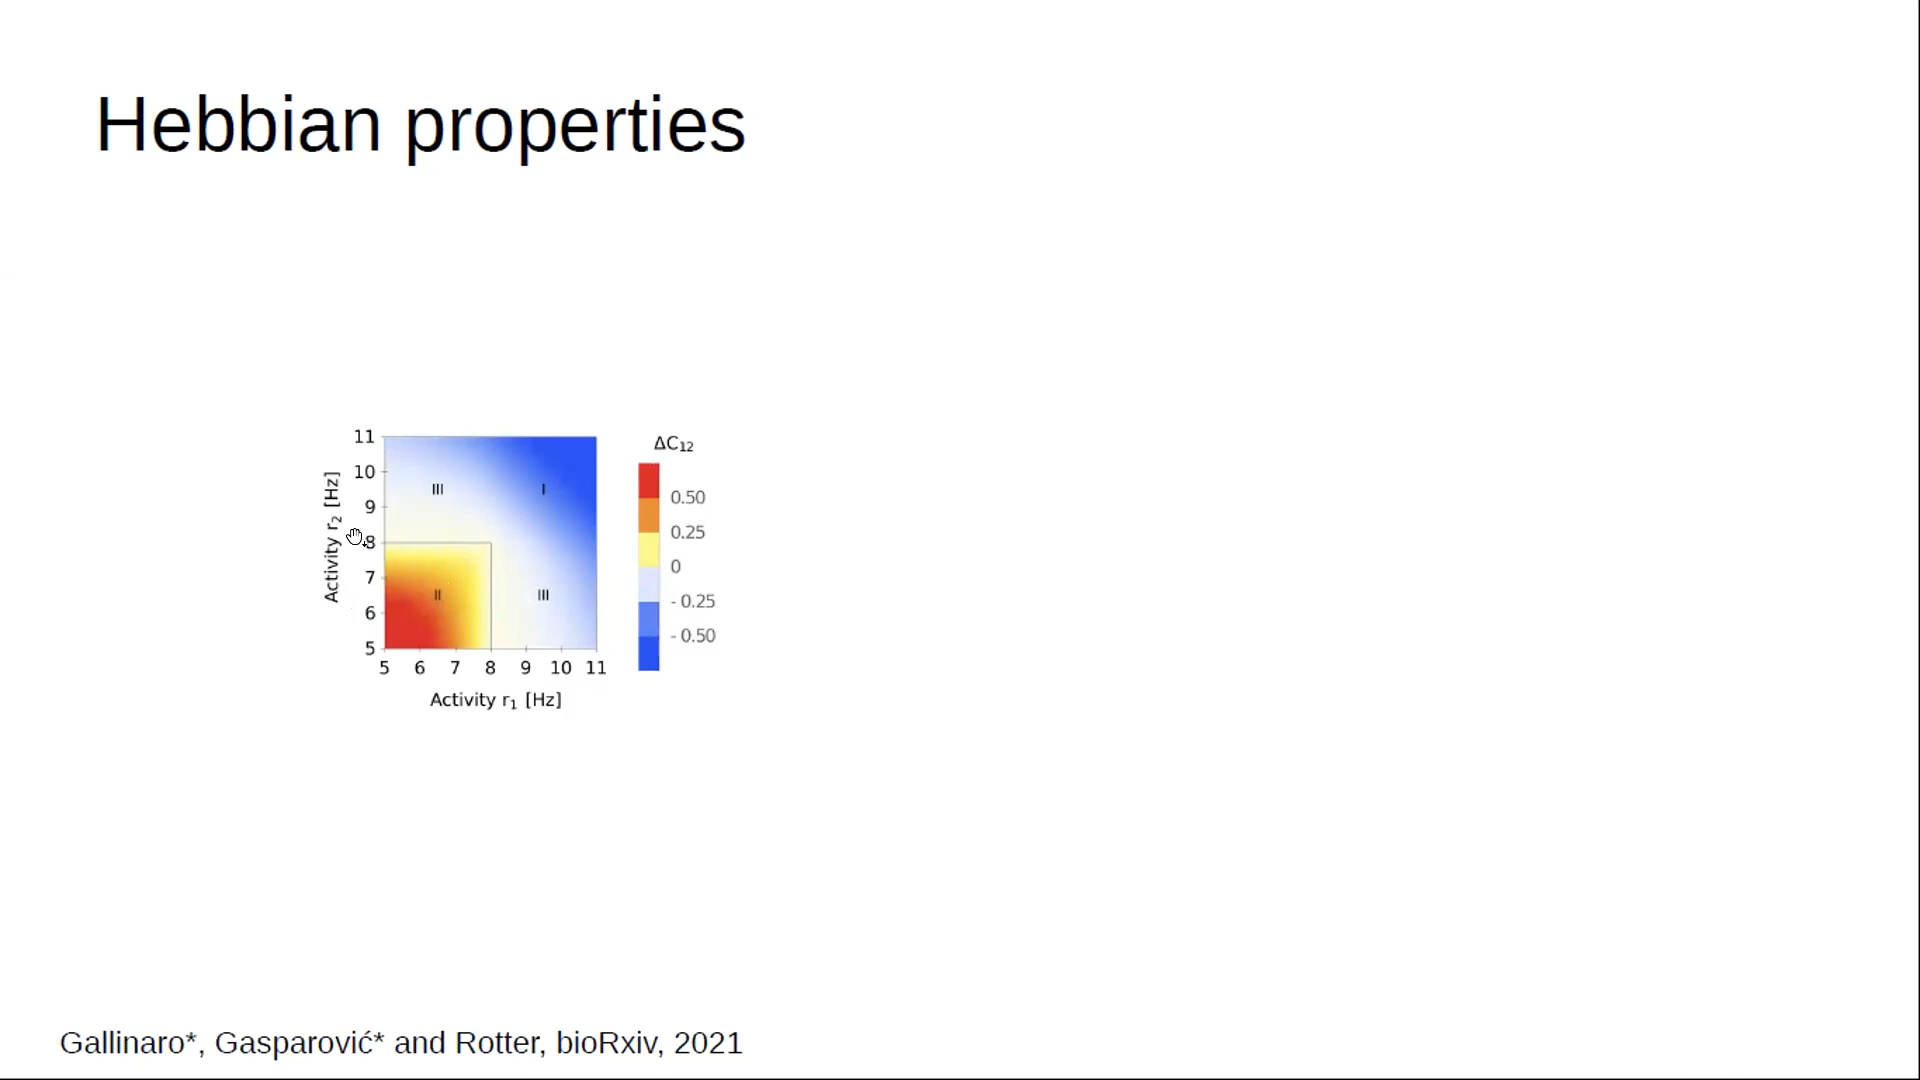 Hebbian properties
11
10
9
8
7
6
5
Activity r₂ [Hz]
III
I
II
III
5 6 7 8 9 10 11
Activity r₁ [Hz]
ΔC₁₂
0.50
0.25
0
- 0.25
- 0.50
Gallinaro*, Gasparović* and Rotter, bioRxiv, 2021